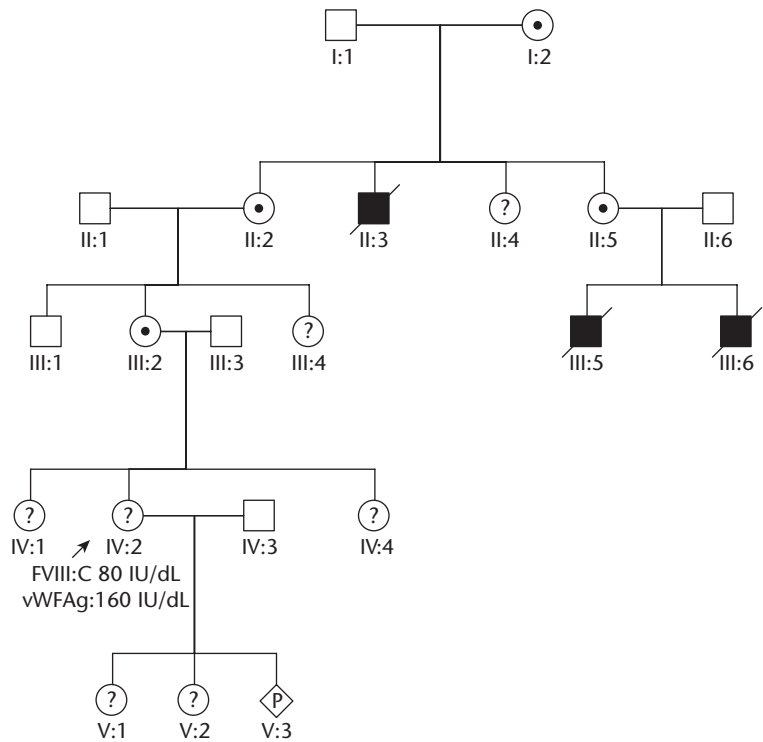 I:1 I:2
?
II:1 II:2 II:3 II:4 II:5 II:6
?
III:1 III:2 III:3 III:4 III:5 III:6
? ? ?
IV:1 IV:2 IV:3 IV:4
FVIII:C 80 IU/dL
vWFAg:160 IU/dL
? ? P
V:1 V:2 V:3